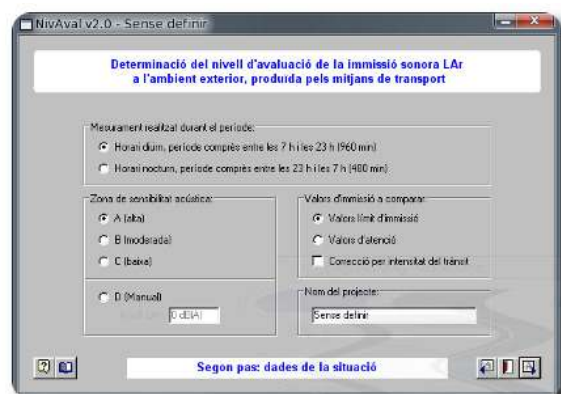 NivAval v2.0 - Sense definir
Determinació del nivell d'avaluació de la immissió sonora LAr
a l'ambient exterior, produïda pels mitjans de transport
Mesurament realitzat durant el període:
Horari diürn, període comprès entre les 7 h i les 23 h (960 min)
Horari nocturn, període comprès entre les 23 h i les 7 h (480 min)
Zona de sensibilitat acústica:
A (alta)
B (moderada)
C (baixa)
D (Manual)
0 dB(A)
Valors d'immissió a comparar:
Valors límit d'immissió
Valors d'atenció
Correcció per intensitat del trànsit
Nom del projecte:
Sense definir
Segon pas: dades de la situació